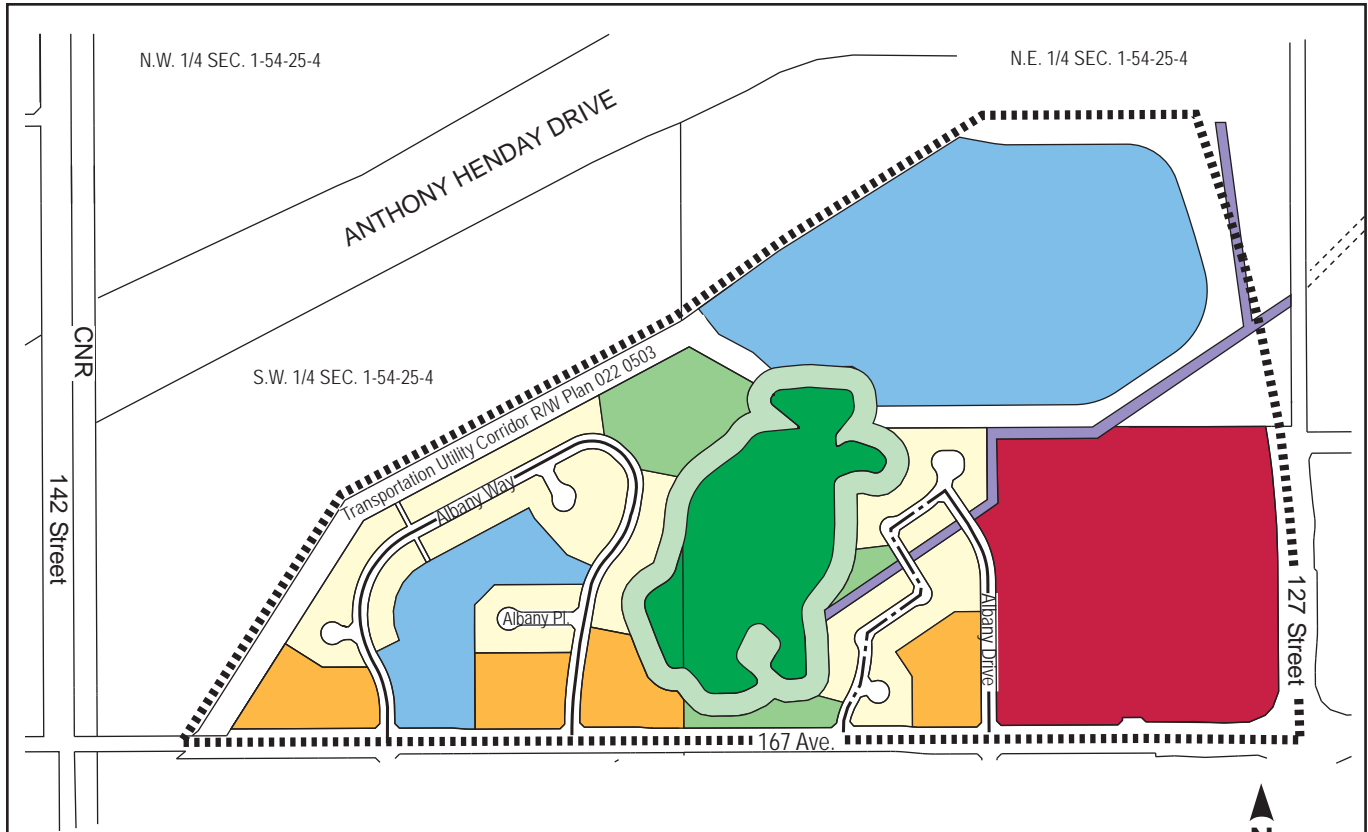 N.W. 1/4 SEC. 1-54-25-4
N.E. 1/4 SEC. 1-54-25-4
ANTHONY HENDAY DRIVE
CNR
S.W. 1/4 SEC. 1-54-25-4
Transportation Utility Corridor R/W Plan 022 0503
142 Street
Albany Way
Albany Pl.
Albany Drive
127 Street
167 Ave.
N